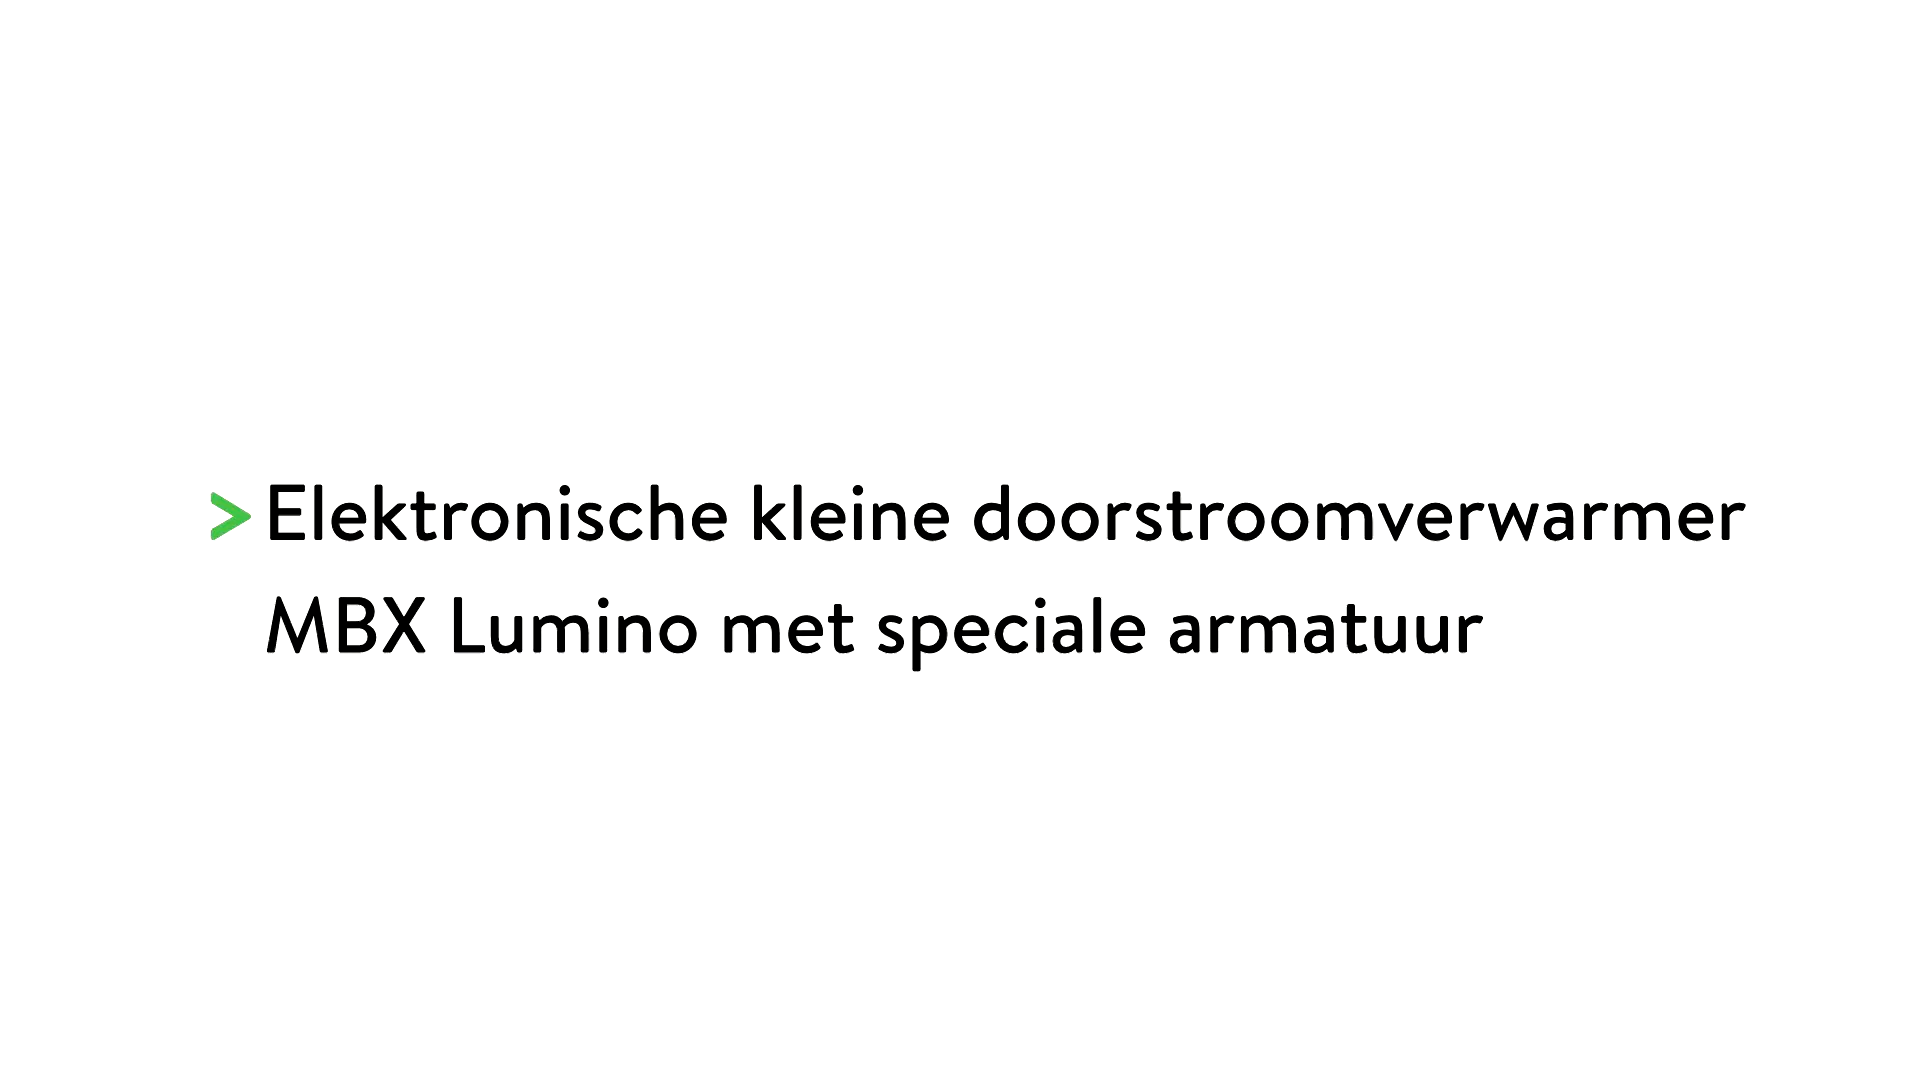 > Elektronische kleine doorstroomverwarmer
MBX Lumino met speciale armatuur